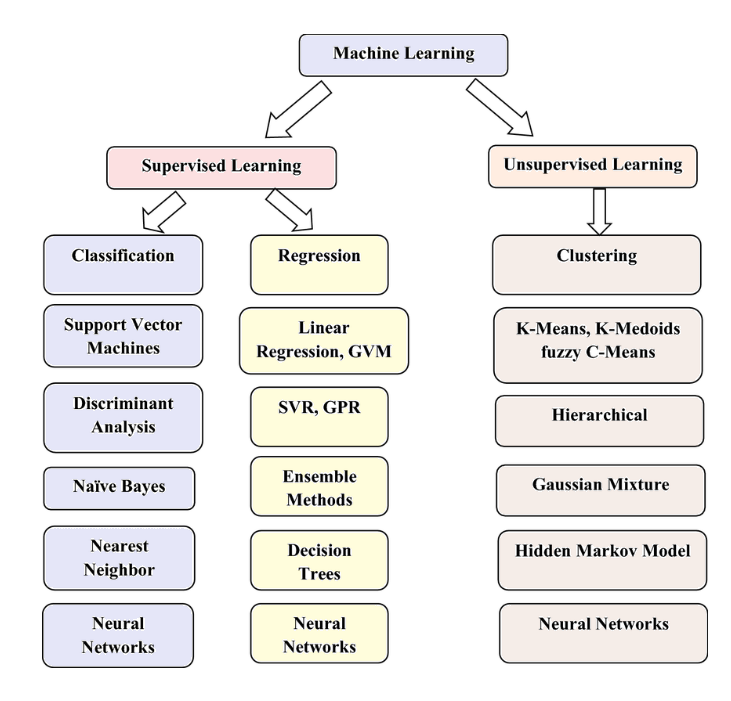 Machine Learning
Supervised Learning
Unsupervised Learning
Classification
Support Vector
Machines
Discriminant
Analysis
Naïve Bayes
Nearest
Neighbor
Neural
Networks
Regression
Linear
Regression, GVM
SVR, GPR
Ensemble
Methods
Decision
Trees
Neural
Networks
Clustering
K-Means, K-Medoids
fuzzy C-Means
Hierarchical
Gaussian Mixture
Hidden Markov Model
Neural Networks